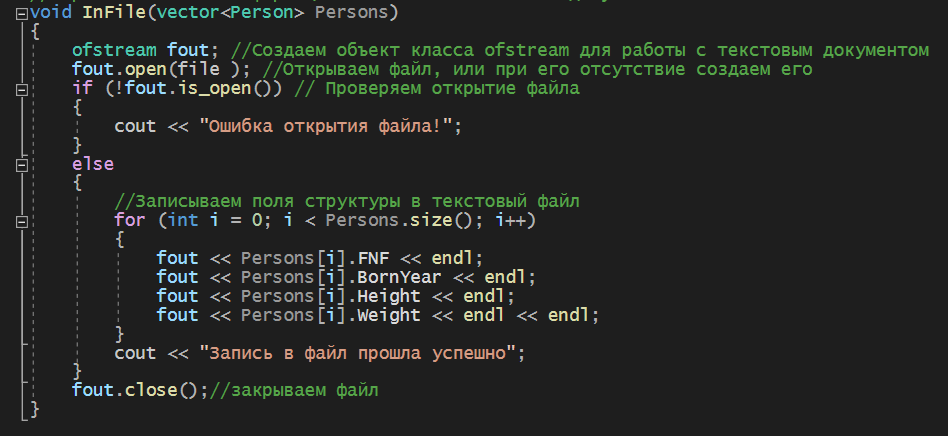 void InFile(vector<Person> Persons)
{
ofstream fout; //Создаем объект класса ofstream для работы с текстовым документом
fout.open(file ); //Открываем файл, или при его отсутствие создаем его
if (!fout.is_open()) // Проверяем открытие файла
{
cout << "Ошибка открытия файла!";
}
else
{
//Записываем поля структуры в текстовый файл
for (int i = 0; i < Persons.size(); i++)
{
fout << Persons[i].FNF << endl;
fout << Persons[i].BornYear << endl;
fout << Persons[i].Height << endl;
fout << Persons[i].Weight << endl << endl;
}
cout << "Запись в файл прошла успешно";
}
fout.close();//закрываем файл
}